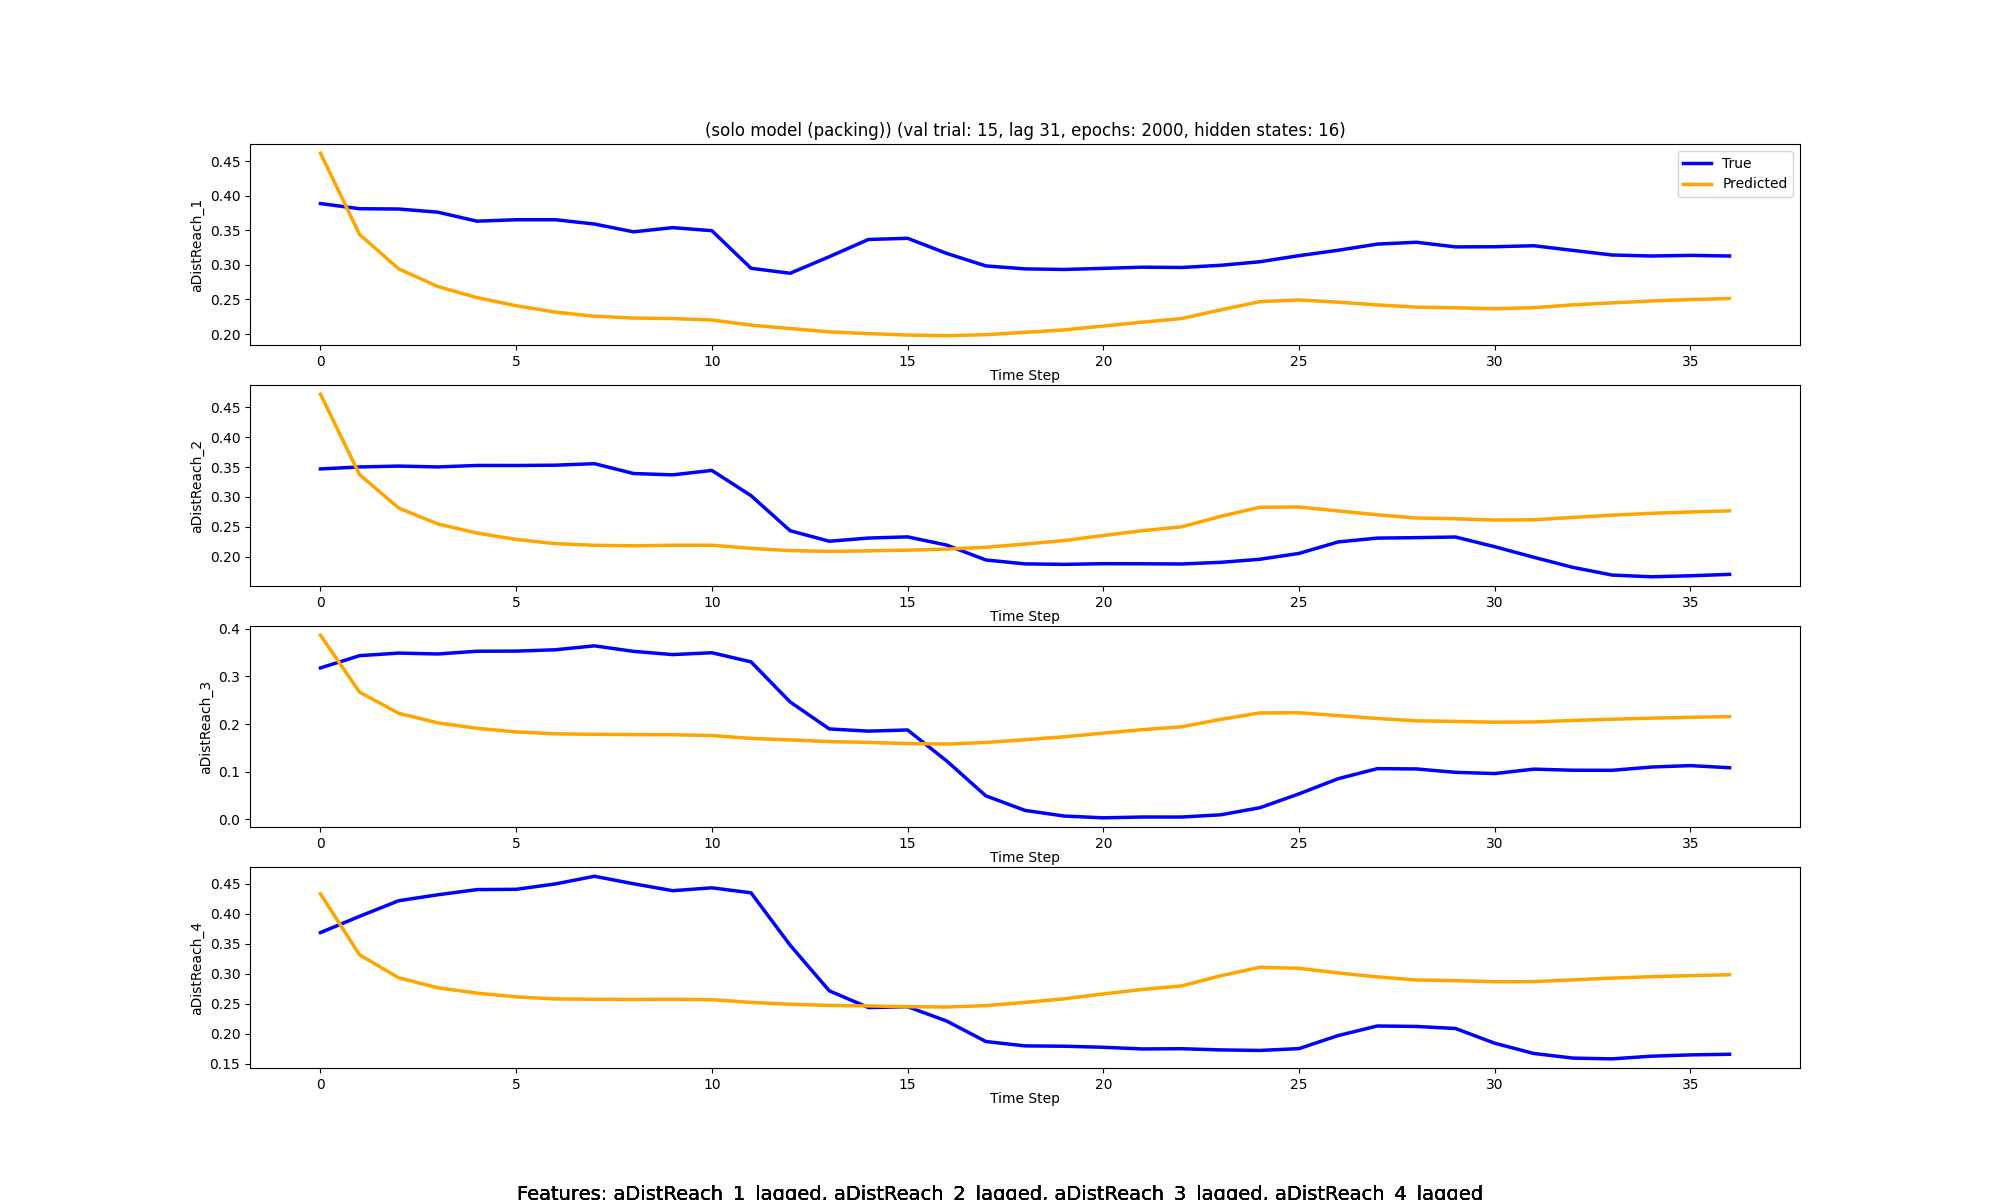 (solo model (packing)) (val trial: 15, lag 31, epochs: 2000, hidden states: 16)
True
Predicted
aDistReach_1
0.45
0.40
0.35
0.30
0.25
0.20
0 5 10 15 20 25 30 35
Time Step
aDistReach_2
0.45
0.40
0.35
0.30
0.25
0.20
0 5 10 15 20 25 30 35
Time Step
aDistReach_3
0.4
0.3
0.2
0.1
0.0
0 5 10 15 20 25 30 35
Time Step
aDistReach_4
0.45
0.40
0.35
0.30
0.25
0.20
0.15
0 5 10 15 20 25 30 35
Time Step
Features: aDistReach_1_lagged, aDistReach_2_lagged, aDistReach_3_lagged, aDistReach_4_lagged